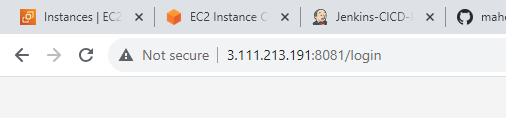 Instances | EC2
EC2 Instance C
Jenkins-CICD-
mahe
Not secure
3.111.213.191:8081/login